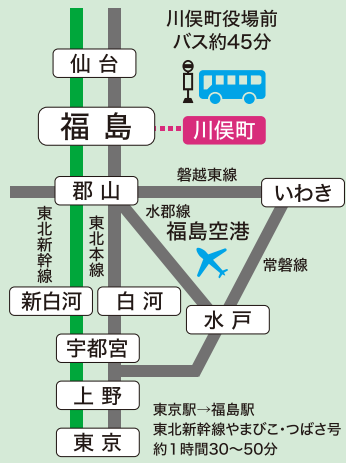 川俣町役場前
バス約45分
仙台
福島
川俣町
郡山
磐越東線
いわき
東北新幹線
東北本線
水郡線
福島空港
常磐線
新白河
白河
水戸
宇都宮
上野
東京
東京駅→福島駅
東北新幹線やまびこ・つばさ号
約1時間30〜50分